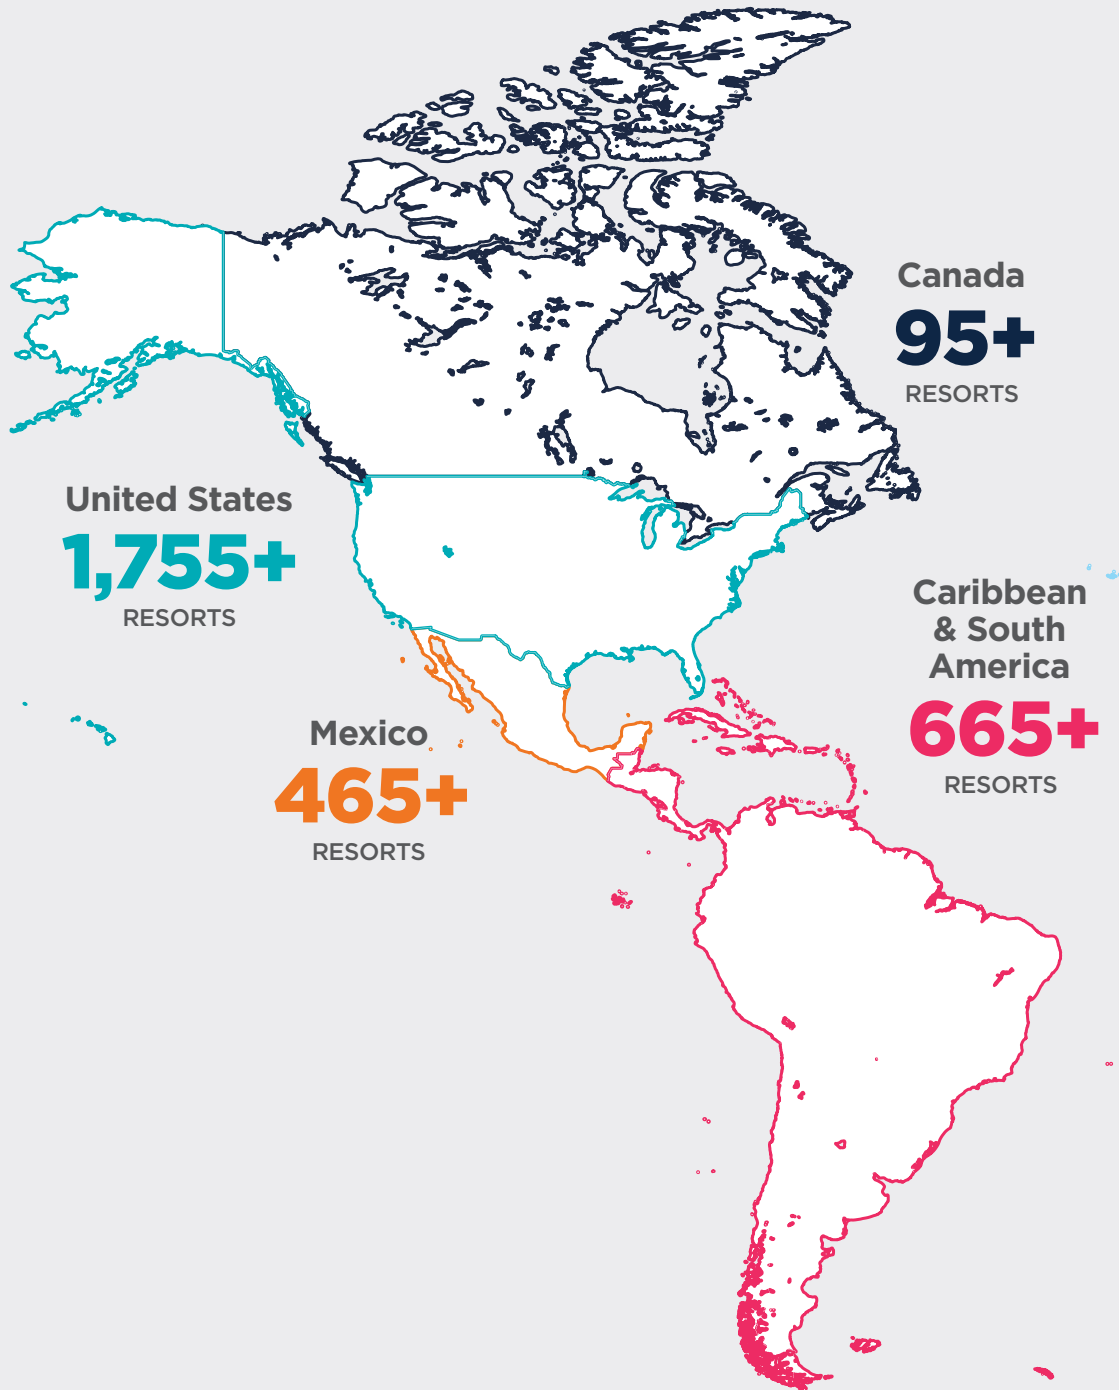 Canada
95+
RESORTS
United States
1,755+
RESORTS
Caribbean
& South
America
665+
RESORTS
Mexico
465+
RESORTS